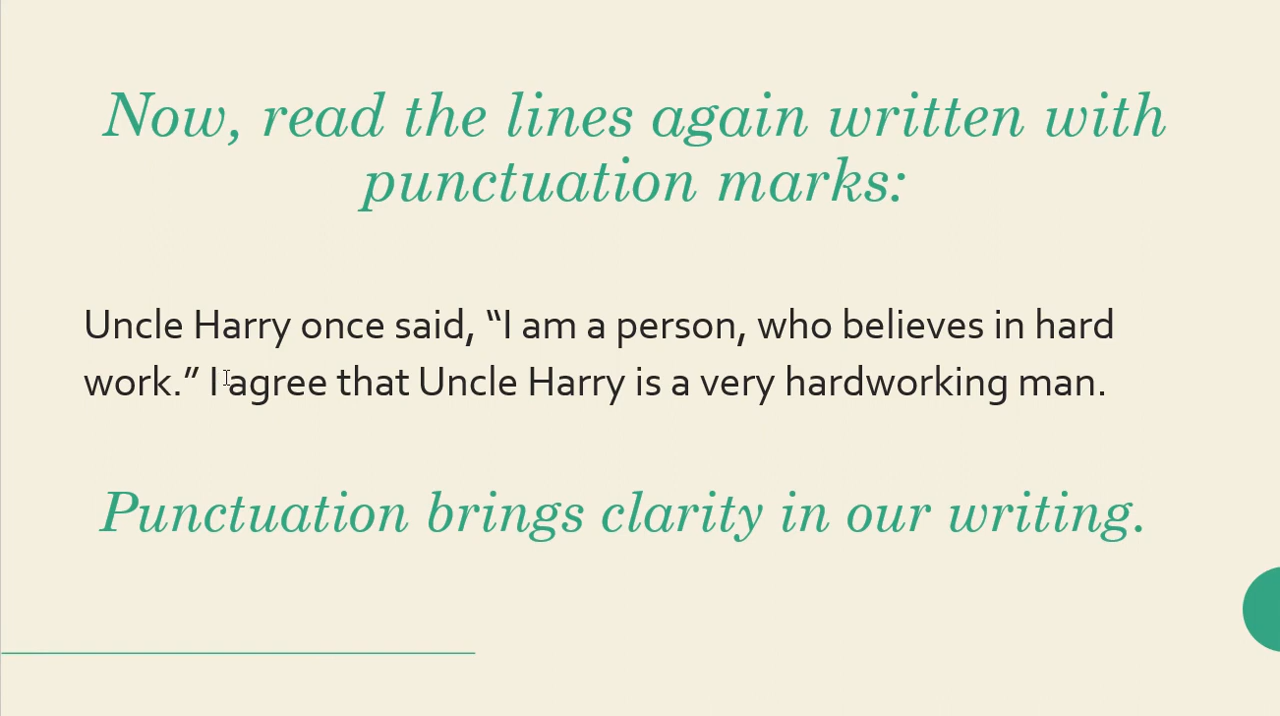 Now, read the lines again written with
punctuation marks:
Uncle Harry once said, “I am a person, who believes in hard
work.” I agree that Uncle Harry is a very hardworking man.
Punctuation brings clarity in our writing.